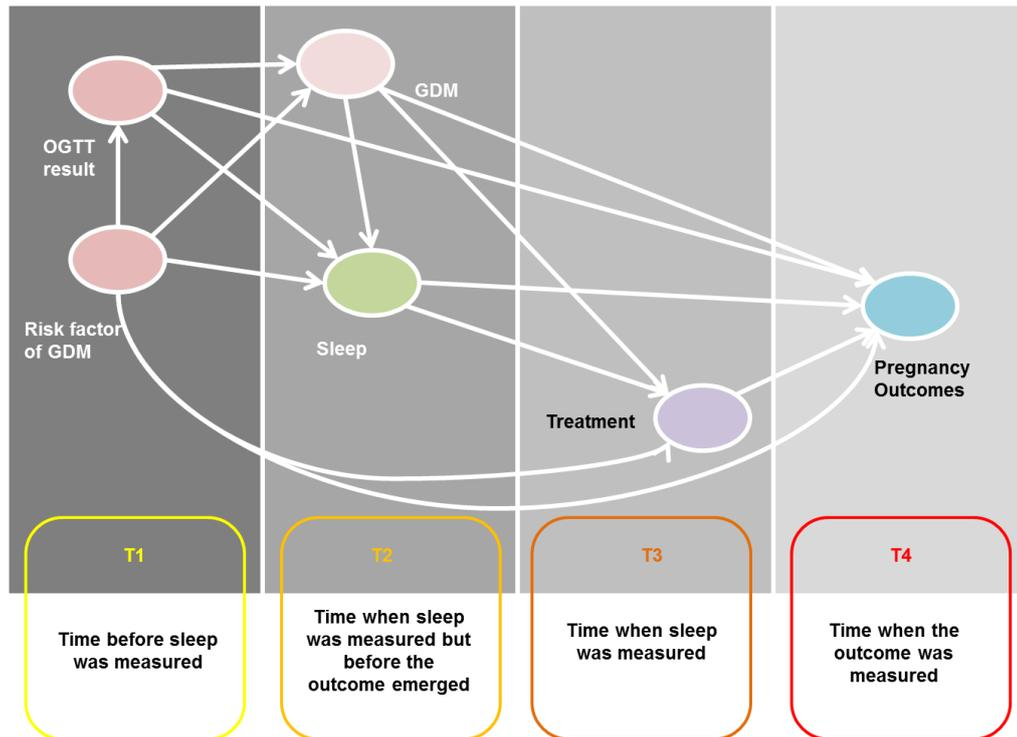 GDM
OGTT
result
Risk factor
of GDM
Sleep
Treatment
Pregnancy
Outcomes
T1
Time before sleep
was measured
T2
Time when sleep
was measured but
before the
outcome emerged
T3
Time when sleep
was measured
T4
Time when the
outcome was
measured